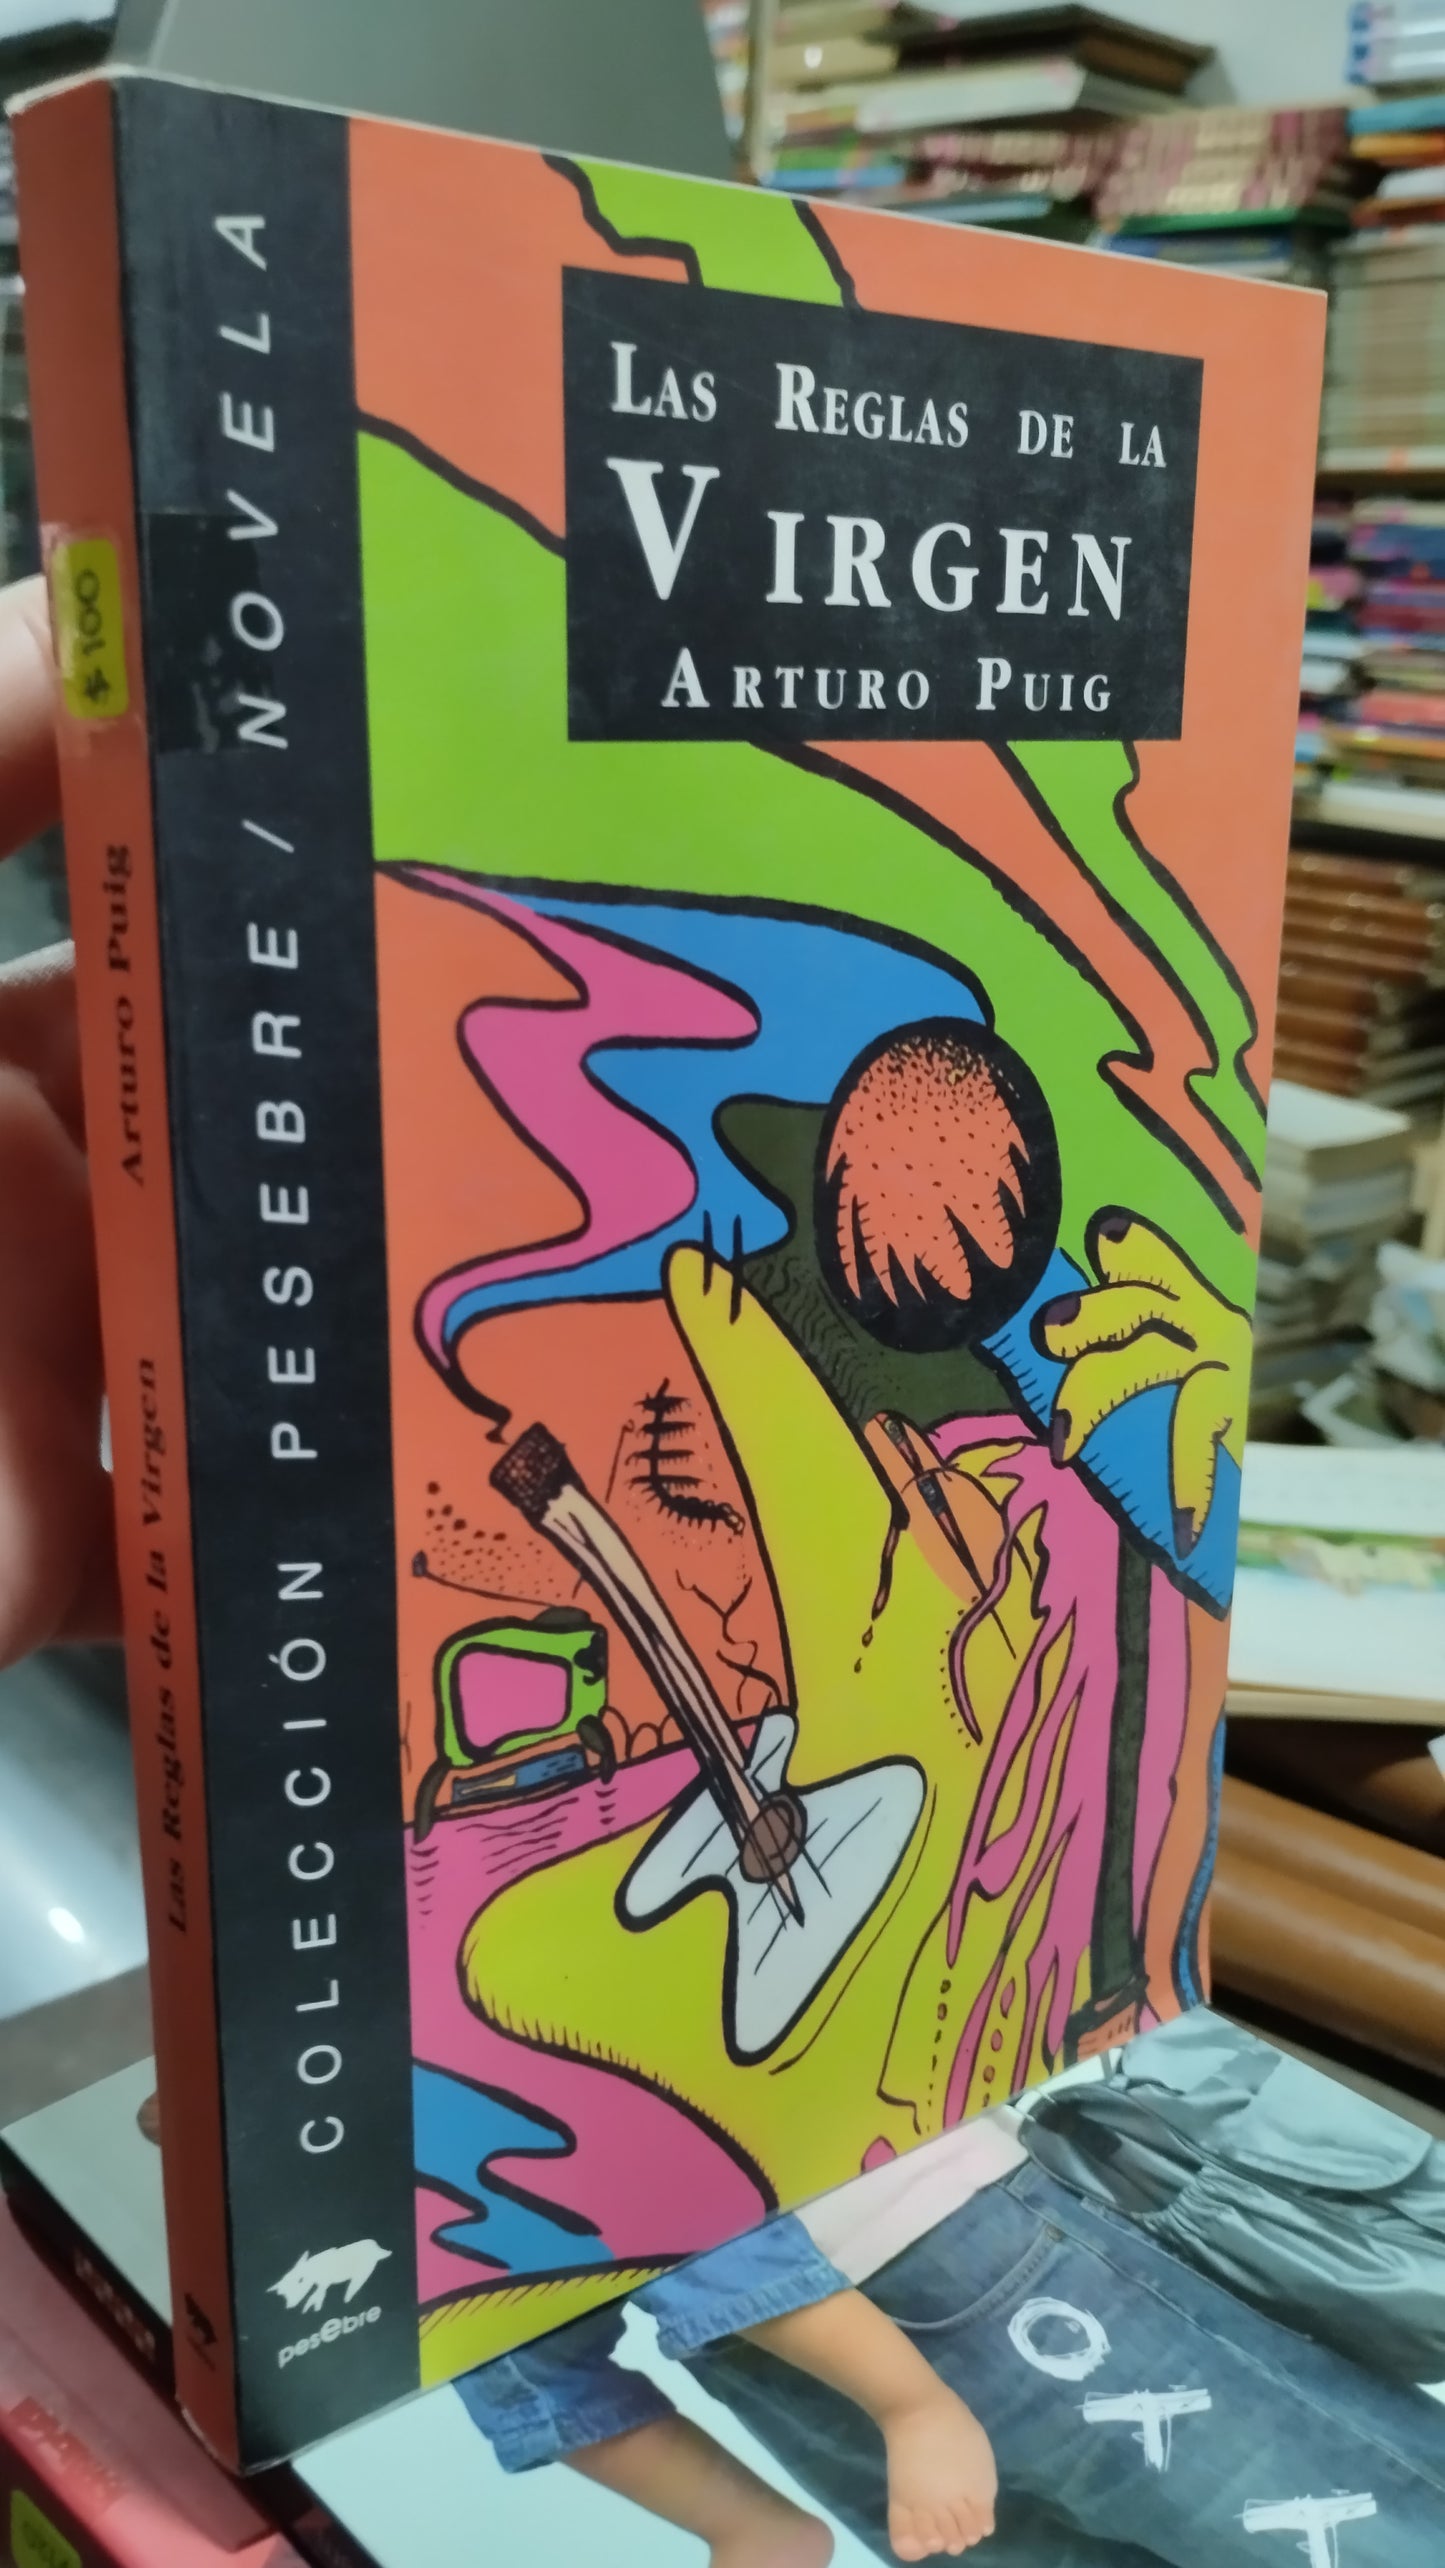 LAS REGLAS DE LA
VIRGEN
ARTURO PUIG
COLECCIÓN PESEBRE / NOVELA
pesEbre
$100
Arturo Puig
Las Reglas de la Virgen
OTT